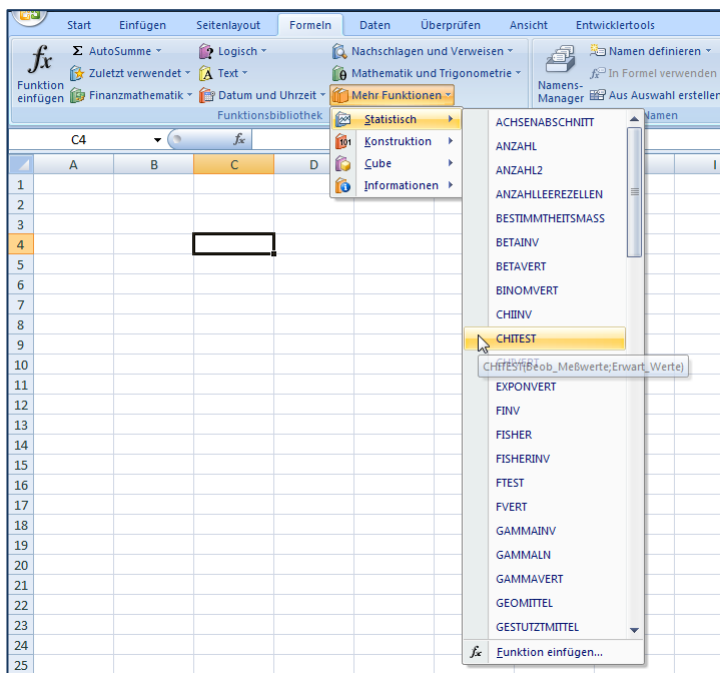 Start Einfügen Seitenlayout Formeln Daten Überprüfen Ansicht Entwicklertools
fx Funktion einfügen
Σ AutoSumme
Zuletzt verwendet
Finanzmathematik
Logisch
Text
Datum und Uhrzeit
Nachschlagen und Verweisen
Mathematik und Trigonometrie
Mehr Funktionen
Funktionsbibliothek
Namens-
Manager
Namen definieren
In Formel verwenden
Aus Auswahl erstellen
Namen
C4 fx
A B C D I
Statistisch
Konstruktion
Cube
Informationen
ACHSENABSCHNITT
ANZAHL
ANZAHL2
ANZAHLLEEREZELLEN
BESTIMMTHEITSMASS
BETAINV
BETAVERT
BINOMVERT
CHIINV
CHITEST
CHIVERT
CHITEST(Beob_Meßwerte;Erwart_Werte)
EXPONVERT
FINV
FISHER
FISHERINV
FTEST
FVERT
GAMMAINV
GAMMALN
GAMMAVERT
GEOMITTEL
GESTUTZTMITTEL
fx Funktion einfügen...
1
2
3
4
5
6
7
8
9
10
11
12
13
14
15
16
17
18
19
20
21
22
23
24
25